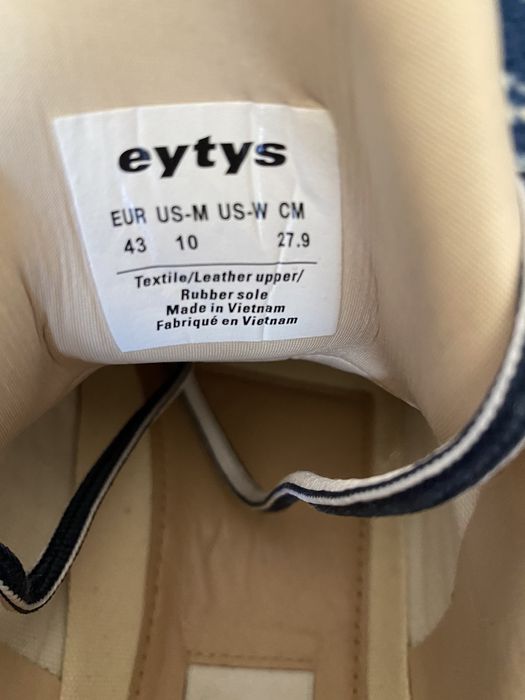 eytys
EUR US-M US-W CM
43 10 27.9
Textile/Leather upper/
Rubber sole
Made in Vietnam
Fabriqué en Vietnam